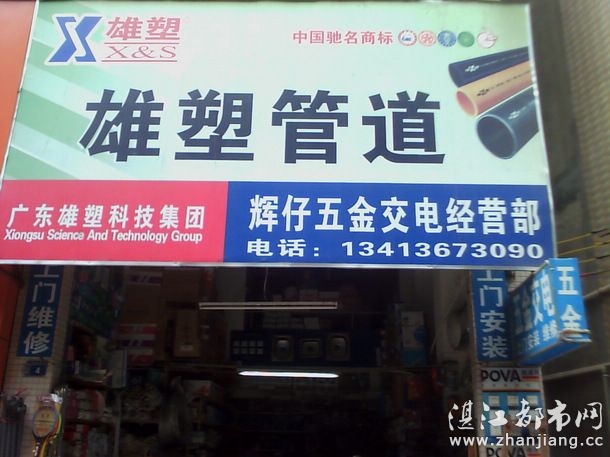 雄塑
X&S
中国驰名商标
雄塑管道
广东雄塑科技集团
Xiongsu Science And Technology Group
辉仔五金交电经营部
电话：13413673090
上门维修
4
上门安装
五金交电
五金
POVA
湛江都市网
www.zhanjiang.cc